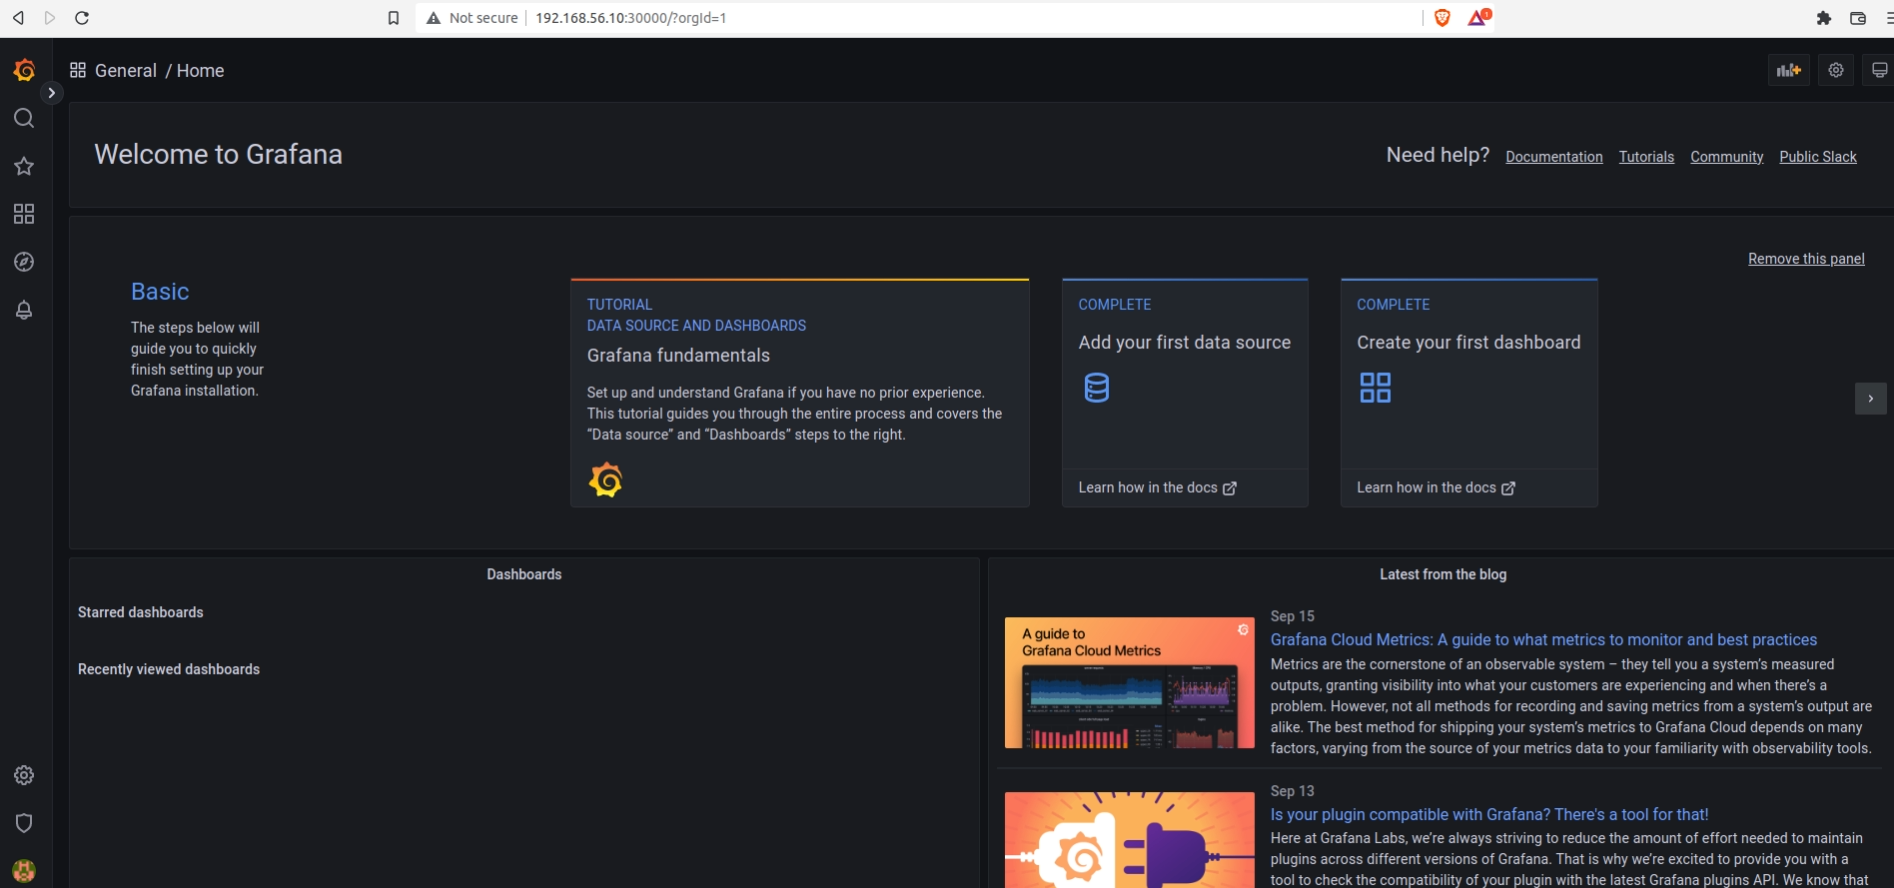 Not secure
192.168.56.10:30000/?orgId=1
1
General / Home
Welcome to Grafana
Need help? Documentation Tutorials Community Public Slack
Remove this panel
Basic
The steps below will
guide you to quickly
finish setting up your
Grafana installation.
TUTORIAL
DATA SOURCE AND DASHBOARDS
Grafana fundamentals
Set up and understand Grafana if you have no prior experience.
This tutorial guides you through the entire process and covers the
“Data source” and “Dashboards” steps to the right.
COMPLETE
Add your first data source
Learn how in the docs
COMPLETE
Create your first dashboard
Learn how in the docs
Dashboards
Starred dashboards
Recently viewed dashboards
Latest from the blog
A guide to
Grafana Cloud Metrics
Sep 15
Grafana Cloud Metrics: A guide to what metrics to monitor and best practices
Metrics are the cornerstone of an observable system – they tell you a system’s measured
outputs, granting visibility into what your customers are experiencing and when there’s a
problem. However, not all methods for recording and saving metrics from a system’s output are
alike. The best method for shipping your system’s metrics to Grafana Cloud depends on many
factors, varying from the source of your metrics data to your familiarity with observability tools.
Sep 13
Is your plugin compatible with Grafana? There's a tool for that!
Here at Grafana Labs, we’re always striving to reduce the amount of effort needed to maintain
plugins across different versions of Grafana. That is why we’re excited to provide you with a
tool to check the compatibility of your plugin with the latest Grafana plugins API. We know that